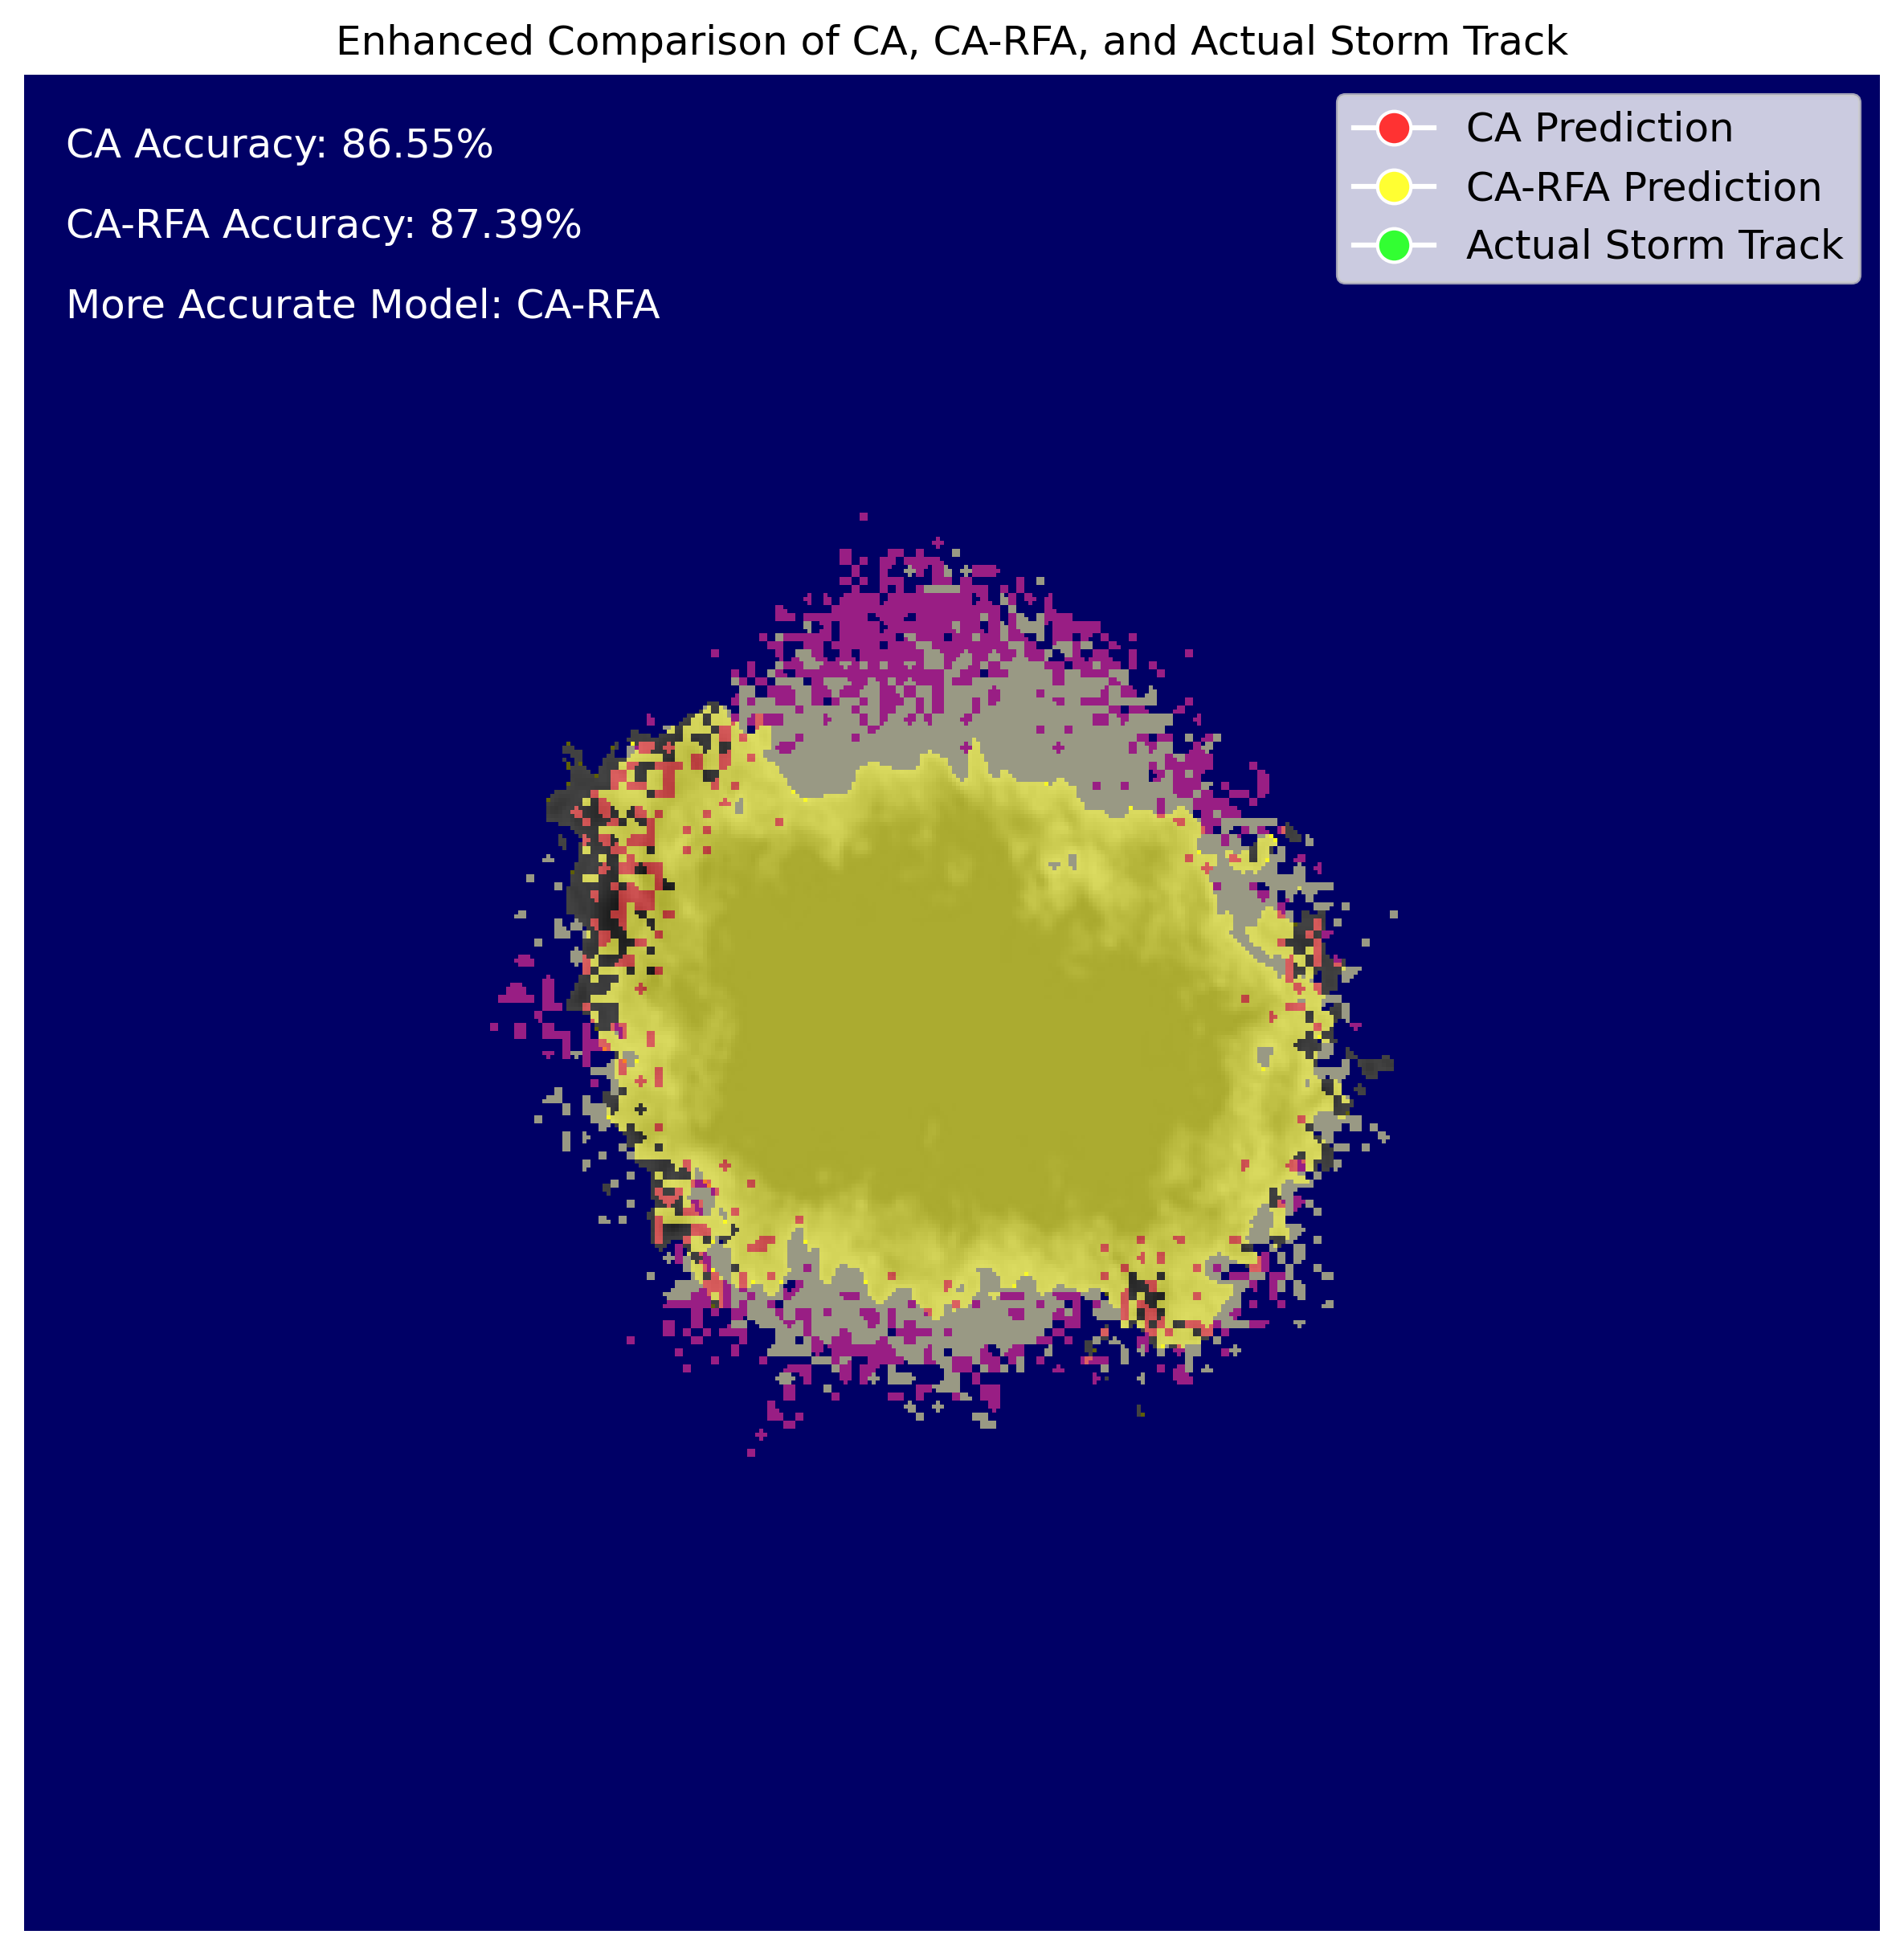 Enhanced Comparison of CA, CA-RFA, and Actual Storm Track
CA Accuracy: 86.55%
CA-RFA Accuracy: 87.39%
More Accurate Model: CA-RFA
CA Prediction
CA-RFA Prediction
Actual Storm Track